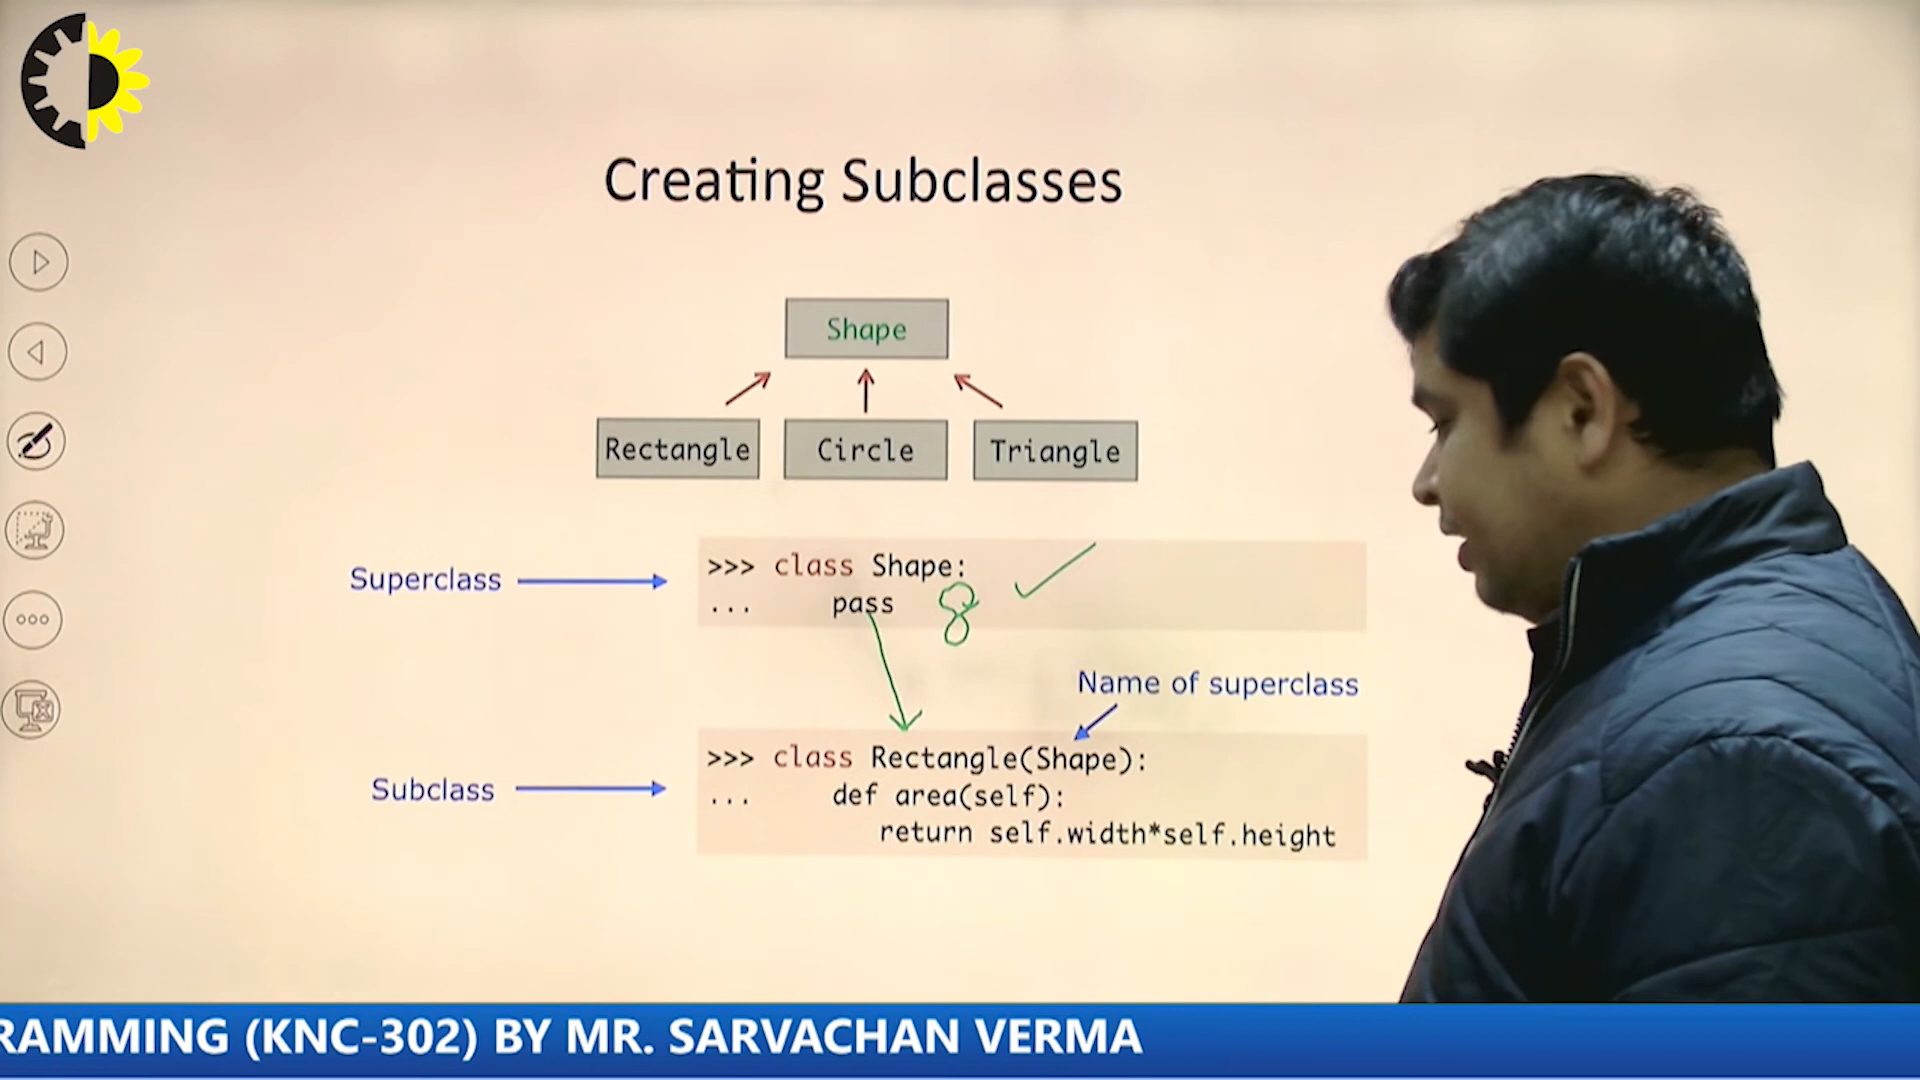 Creating Subclasses
Shape
Rectangle
Circle
Triangle
Superclass
>>> class Shape:
... pass
8
Name of superclass
Subclass
>>> class Rectangle(Shape):
... def area(self):
return self.width*self.height
RAMMING (KNC-302) BY MR. SARVACHAN VERMA